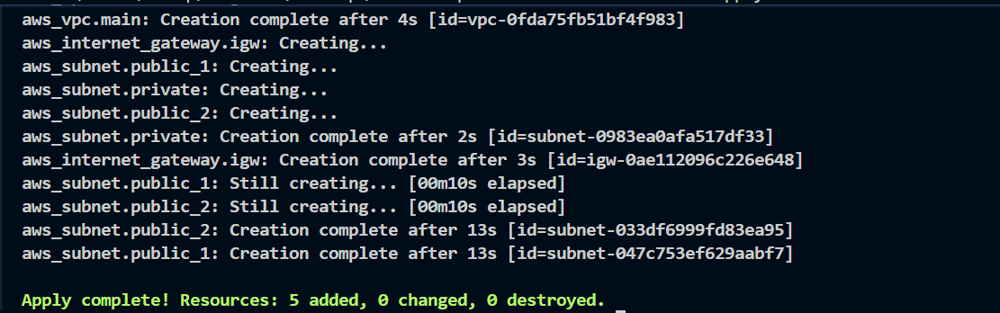 aws_vpc.main: Creation complete after 4s [id=vpc-0fda75fb51bf4f983]
aws_internet_gateway.igw: Creating...
aws_subnet.public_1: Creating...
aws_subnet.private: Creating...
aws_subnet.public_2: Creating...
aws_subnet.private: Creation complete after 2s [id=subnet-0983ea0afa517df33]
aws_internet_gateway.igw: Creation complete after 3s [id=igw-0ae112096c226e648]
aws_subnet.public_1: Still creating... [00m10s elapsed]
aws_subnet.public_2: Still creating... [00m10s elapsed]
aws_subnet.public_2: Creation complete after 13s [id=subnet-033df6999fd83ea95]
aws_subnet.public_1: Creation complete after 13s [id=subnet-047c753ef629aabf7]
Apply complete! Resources: 5 added, 0 changed, 0 destroyed.